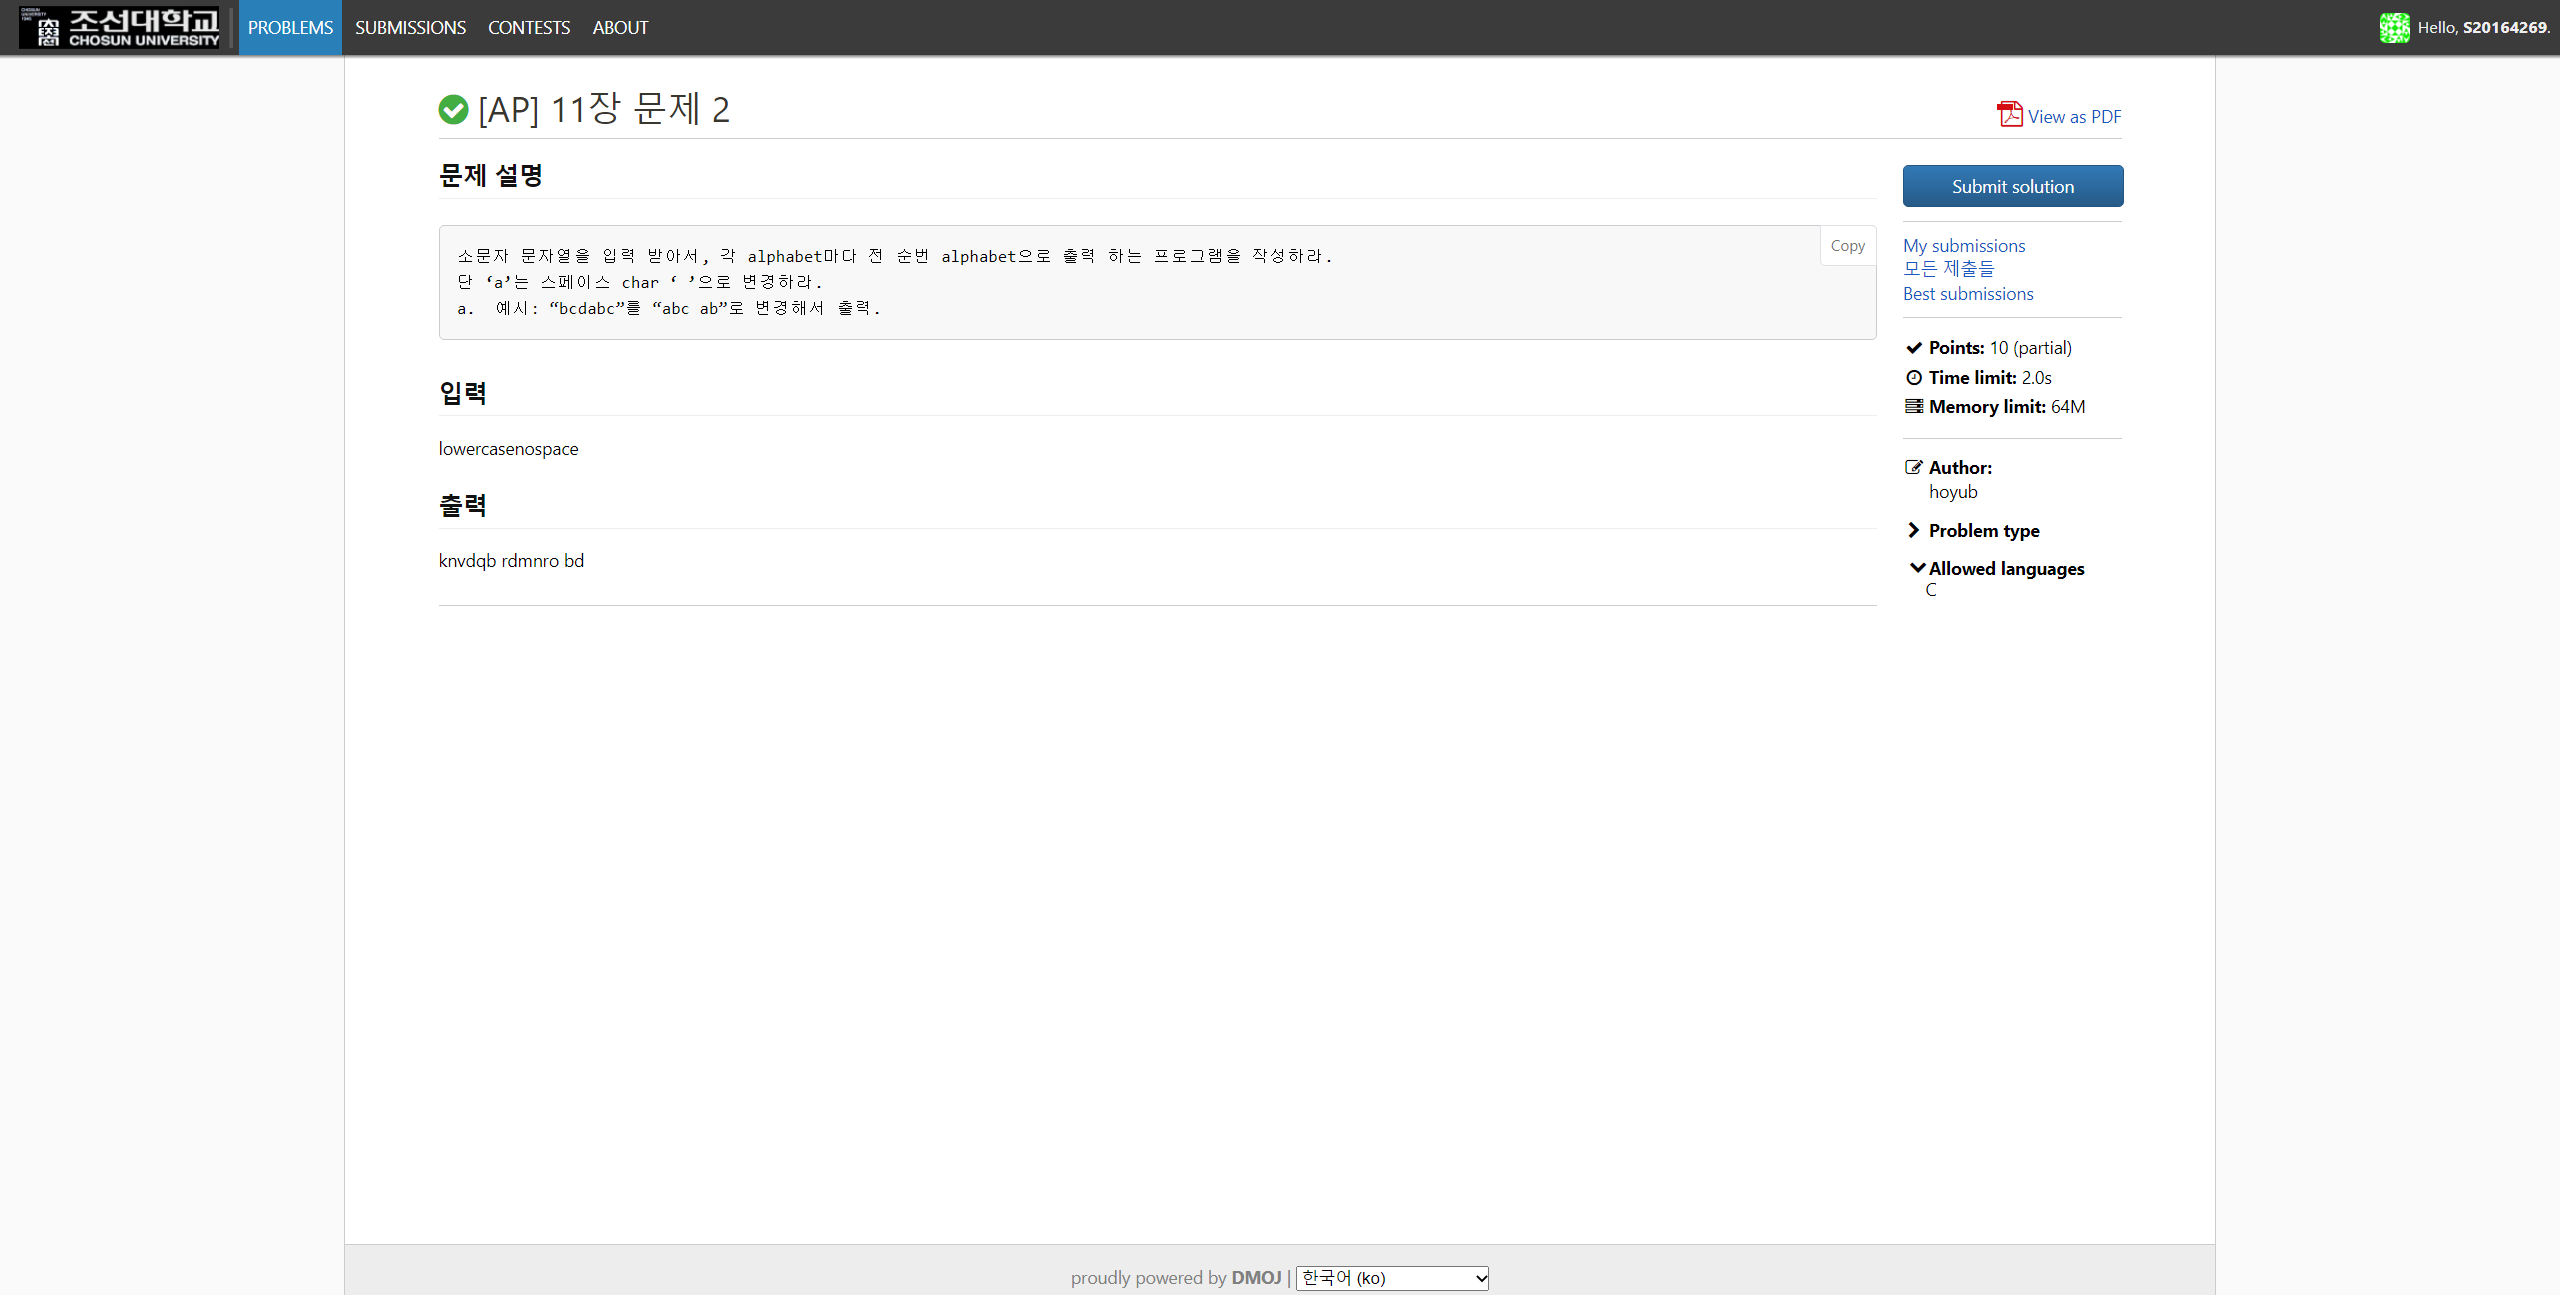 조선대학교
CHOSUN UNIVERSITY
PROBLEMS
SUBMISSIONS
CONTESTS
ABOUT
Hello, S20164269.
[AP] 11장 문제 2
View as PDF
문제 설명
Submit solution
Copy
소문자 문자열을 입력 받아서, 각 alphabet마다 전 순번 alphabet으로 출력 하는 프로그램을 작성하라.
단 ‘a’는 스페이스 char ‘ ’으로 변경하라.
a. 예시: “bcdabc”를 “abc ab”로 변경해서 출력.
My submissions
모든 제출들
Best submissions
Points: 10 (partial)
Time limit: 2.0s
Memory limit: 64M
입력
lowercasenospace
Author:
hoyub
출력
Problem type
knvdqb rdmnro bd
Allowed languages
C
proudly powered by DMOJ | 한국어 (ko)